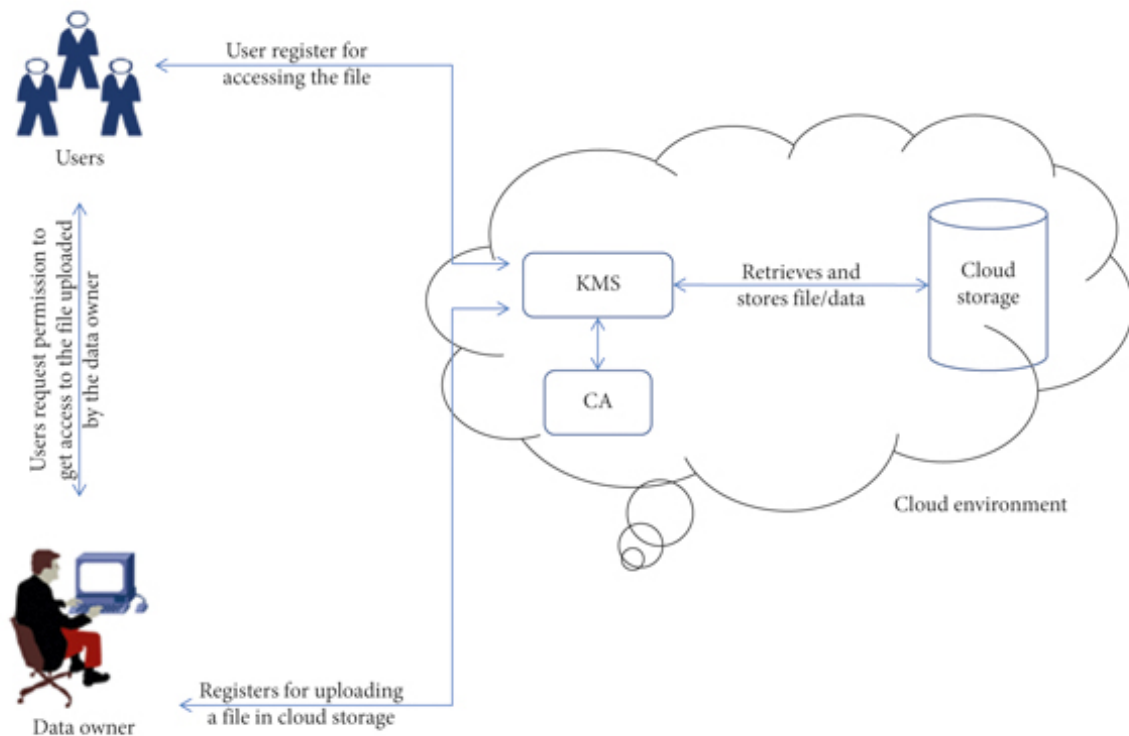 User register for
accessing the file
Users
Users request permission to
get access to the file uploaded
by the data owner
KMS
Retrieves and
stores file/data
Cloud
storage
CA
Cloud environment
Registers for uploading
a file in cloud storage
Data owner